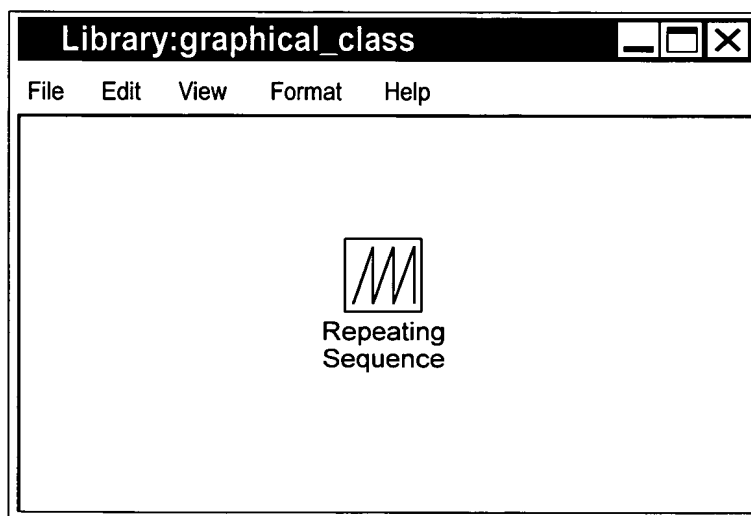 Library:graphical_class
File Edit View Format Help
Repeating
Sequence